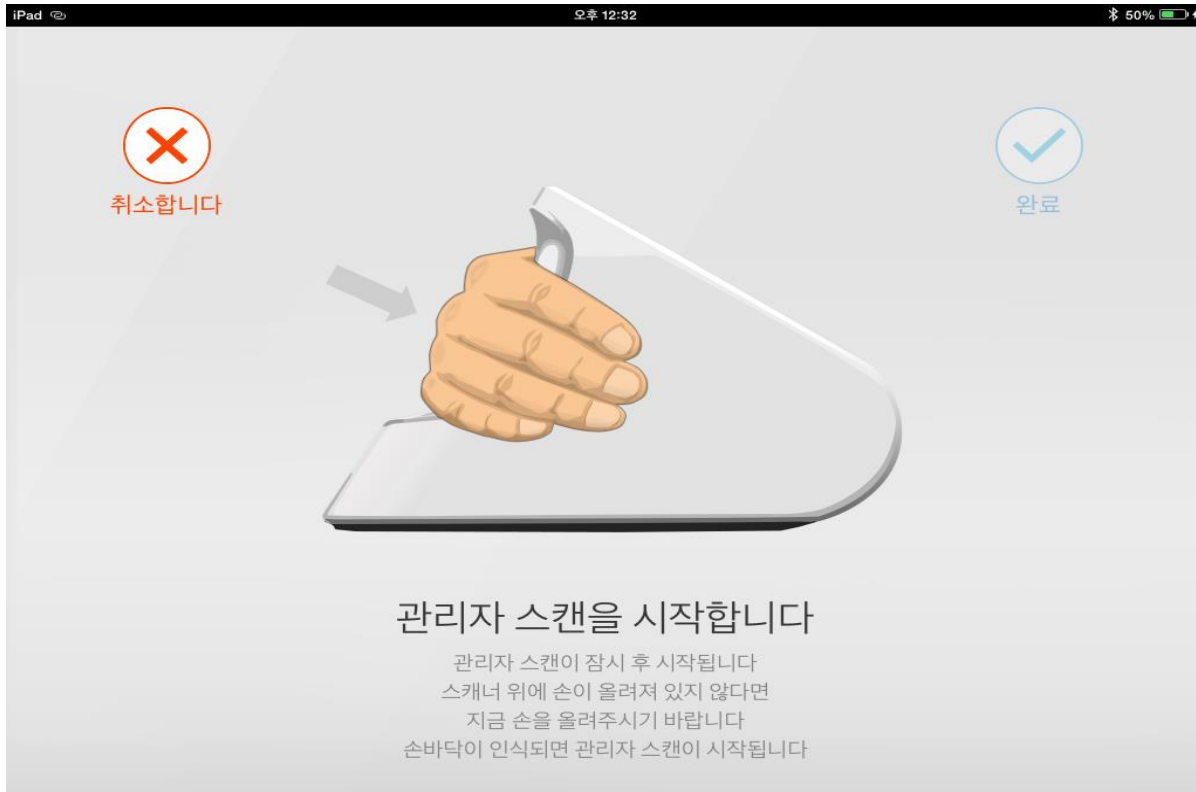 iPad
오후 12:32
50%
취소합니다
완료
관리자 스캔을 시작합니다
관리자 스캔이 잠시 후 시작됩니다
스캐너 위에 손이 올려져 있지 않다면
지금 손을 올려주시기 바랍니다
손바닥이 인식되면 관리자 스캔이 시작됩니다